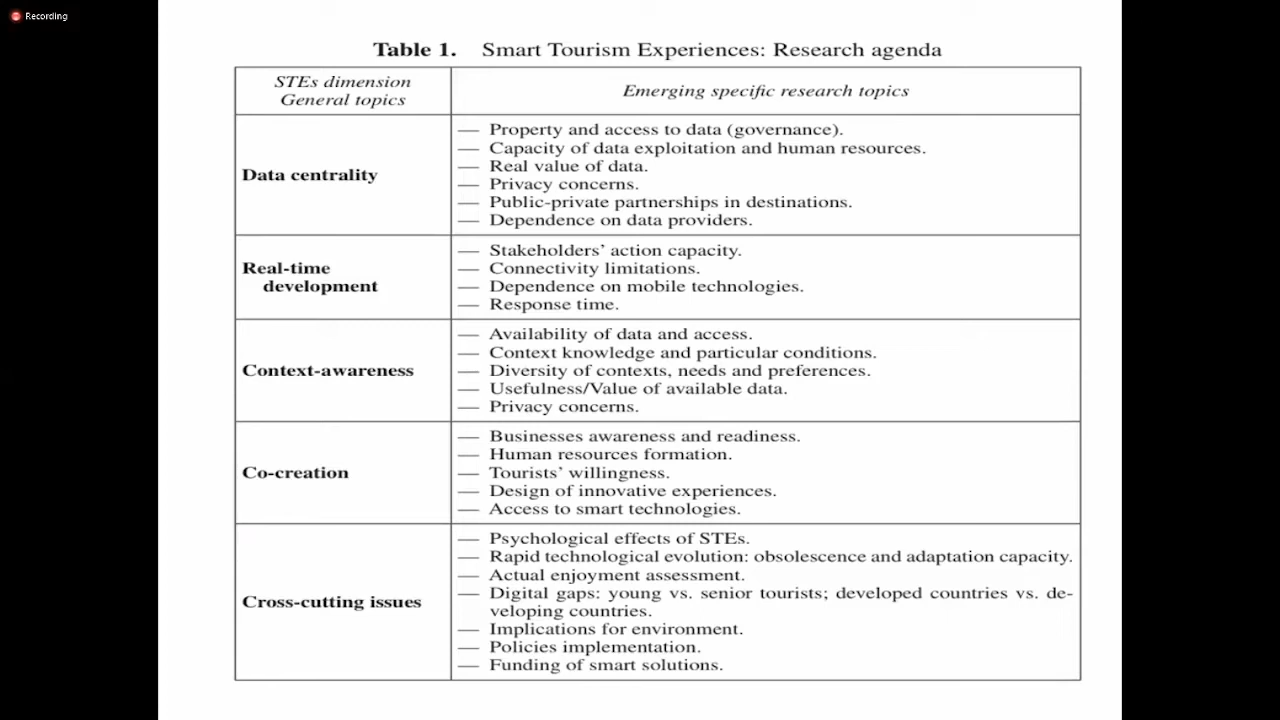 Recording
Table 1. Smart Tourism Experiences: Research agenda
STEs dimension
General topics
Emerging specific research topics
Data centrality
— Property and access to data (governance).
— Capacity of data exploitation and human resources.
— Real value of data.
— Privacy concerns.
— Public-private partnerships in destinations.
— Dependence on data providers.
Real-time
development
— Stakeholders’ action capacity.
— Connectivity limitations.
— Dependence on mobile technologies.
— Response time.
Context-awareness
— Availability of data and access.
— Context knowledge and particular conditions.
— Diversity of contexts, needs and preferences.
— Usefulness/Value of available data.
— Privacy concerns.
Co-creation
— Businesses awareness and readiness.
— Human resources formation.
— Tourists’ willingness.
— Design of innovative experiences.
— Access to smart technologies.
Cross-cutting issues
— Psychological effects of STEs.
— Rapid technological evolution: obsolescence and adaptation capacity.
— Actual enjoyment assessment.
— Digital gaps: young vs. senior tourists; developed countries vs. de-
veloping countries.
— Implications for environment.
— Policies implementation.
— Funding of smart solutions.